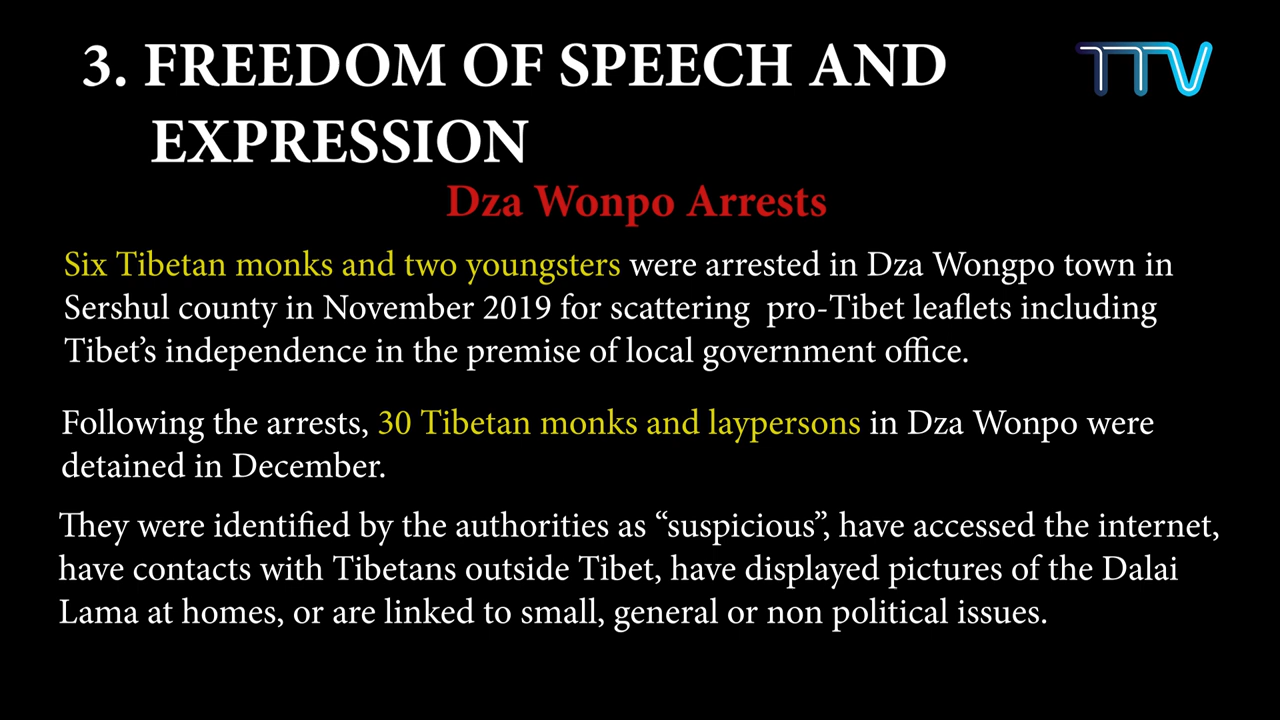 3. FREEDOM OF SPEECH AND
EXPRESSION
TTV
Dza Wonpo Arrests
Six Tibetan monks and two youngsters were arrested in Dza Wongpo town in
Sershul county in November 2019 for scattering  pro-Tibet leaflets including
Tibet’s independence in the premise of local government office.
Following the arrests, 30 Tibetan monks and laypersons in Dza Wonpo were
detained in December.
They were identified by the authorities as “suspicious”, have accessed the internet,
have contacts with Tibetans outside Tibet, have displayed pictures of the Dalai
Lama at homes, or are linked to small, general or non political issues.